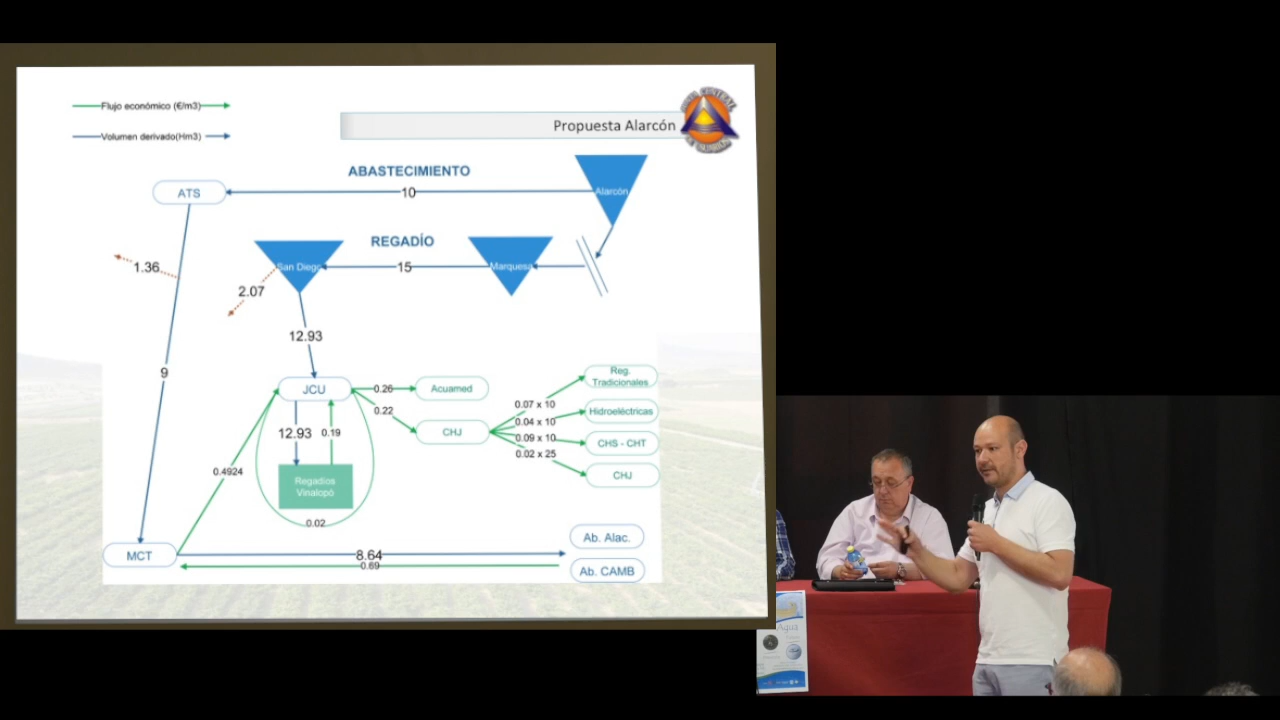 Flujo económico (€/m3)
Volumen derivado(Hm3)
Propuesta Alarcón
ABASTECIMIENTO
ATS
10
Alarcón
REGADÍO
San Diego
15
Marquesa
1.36
2.07
12.93
9
JCU
0.26
Acuamed
0.22
CHJ
Reg.
Tradicionales
0.07 x 10
Hidroeléctricas
0.04 x 10
0.09 x 10
CHS - CHT
0.02 x 25
CHJ
12.93
0.19
0.4924
Regadíos
Vinalopó
0.02
MCT
8.64
0.69
Ab. Alac.
Ab. CAMB
Agua